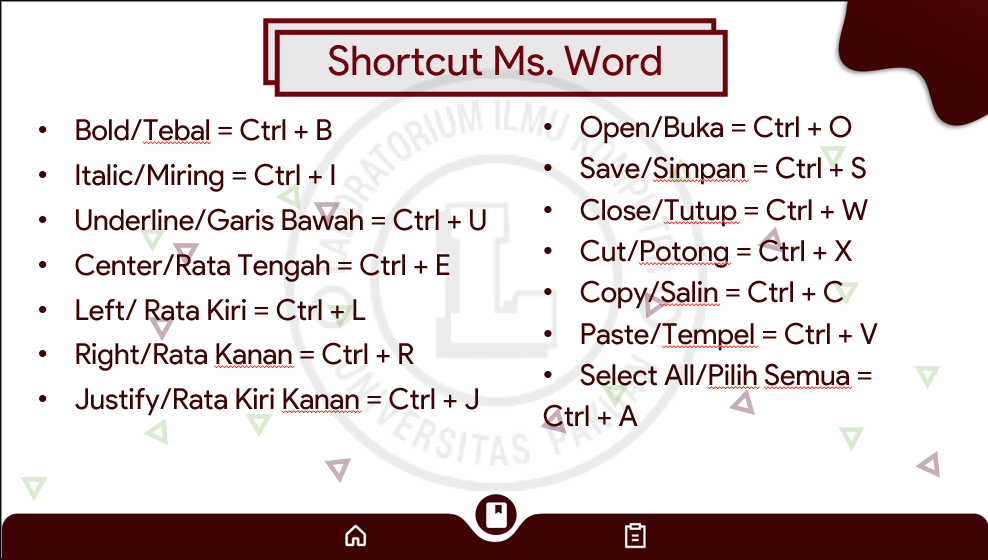 Shortcut Ms. Word
• Bold/Tebal = Ctrl + B
• Italic/Miring = Ctrl + I
• Underline/Garis Bawah = Ctrl + U
• Center/Rata Tengah = Ctrl + E
• Left/ Rata Kiri = Ctrl + L
• Right/Rata Kanan = Ctrl + R
• Justify/Rata Kiri Kanan = Ctrl + J
• Open/Buka = Ctrl + O
• Save/Simpan = Ctrl + S
• Close/Tutup = Ctrl + W
• Cut/Potong = Ctrl + X
• Copy/Salin = Ctrl + C
• Paste/Tempel = Ctrl + V
• Select All/Pilih Semua =
Ctrl + A
LABORATORIUM ILMU KOMPUTER
UNIVERSITAS
L